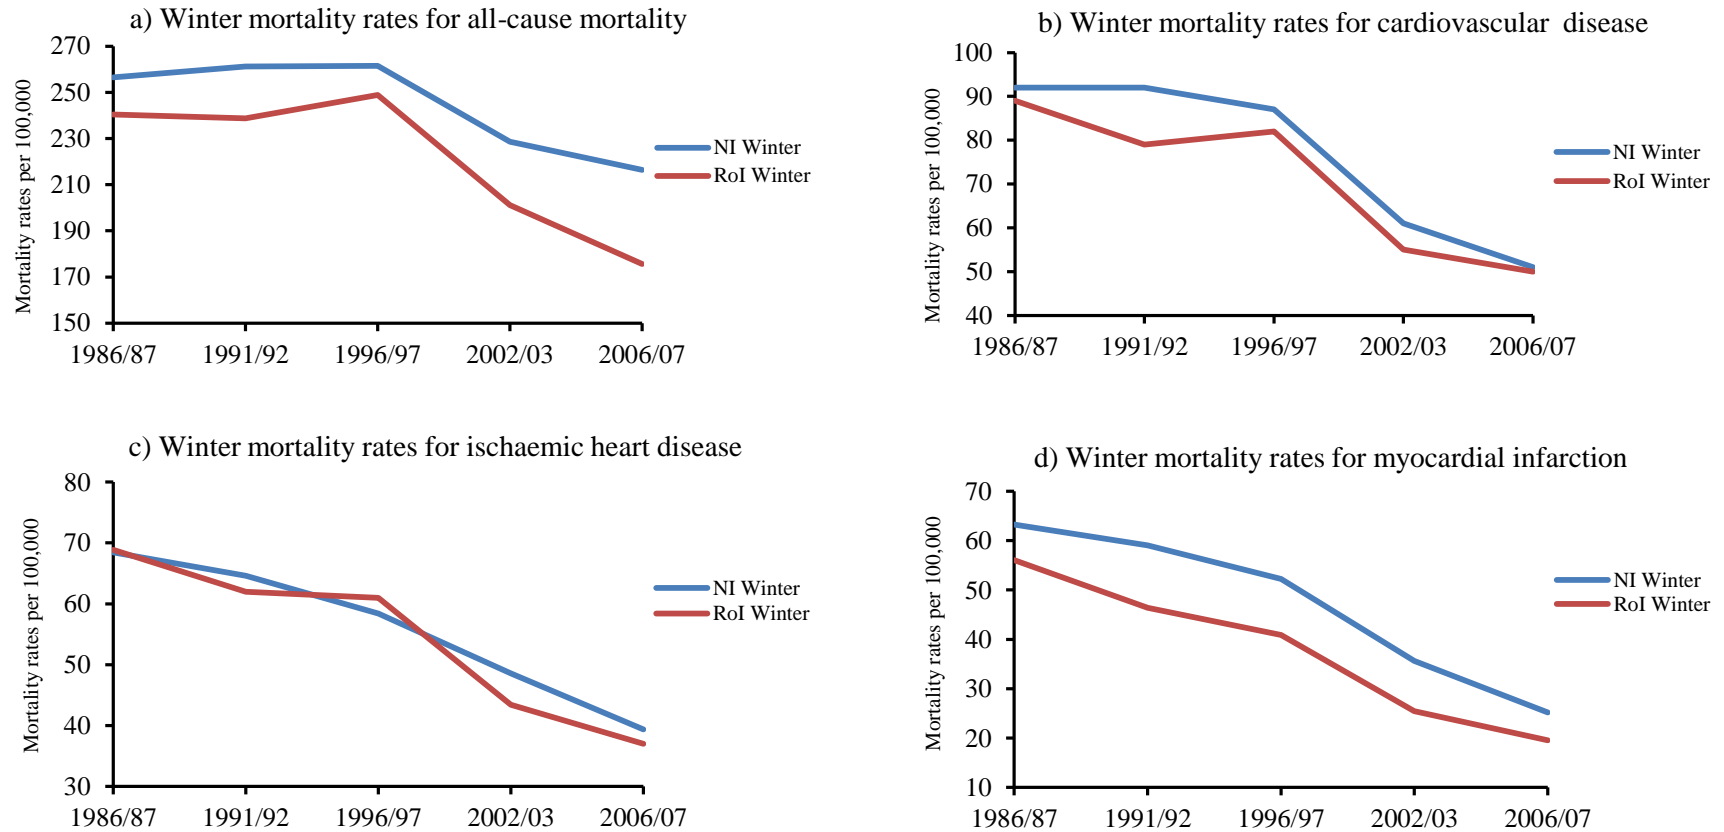 a) Winter mortality rates for all-cause mortality
270
250
230
210
190
170
150
Mortality rates per 100,000
1986/87 1991/92 1996/97 2002/03 2006/07
NI Winter
RoI Winter
b) Winter mortality rates for cardiovascular disease
100
90
80
70
60
50
40
Mortality rates per 100,000
1986/87 1991/92 1996/97 2002/03 2006/07
NI Winter
RoI Winter
c) Winter mortality rates for ischaemic heart disease
80
70
60
50
40
30
Mortality rates per 100,000
1986/87 1991/92 1996/97 2002/03 2006/07
NI Winter
RoI Winter
d) Winter mortality rates for myocardial infarction
70
60
50
40
30
20
10
Mortality rates per 100,000
1986/87 1991/92 1996/97 2002/03 2006/07
NI Winter
RoI Winter